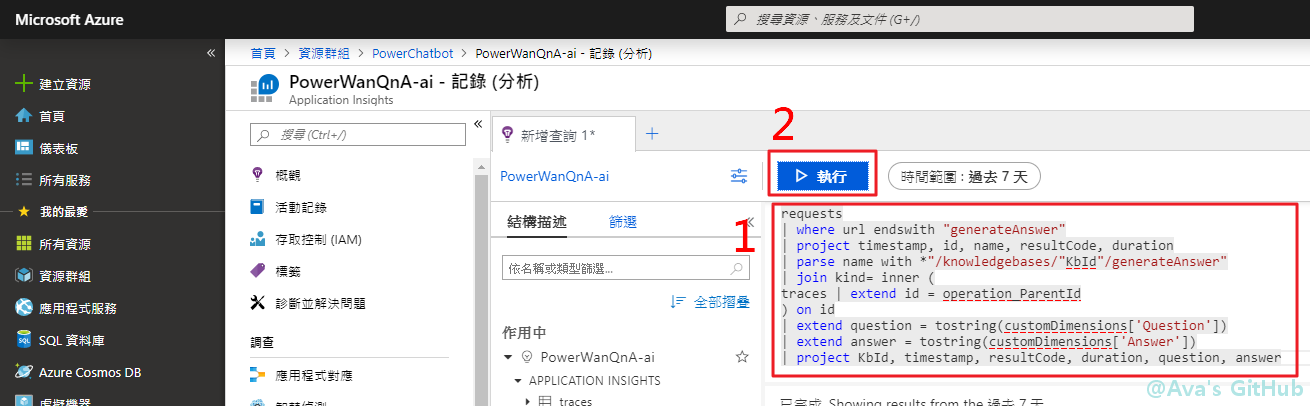 Microsoft Azure
搜尋資源、服務及文件 (G+/)
建立資源
首頁
儀表板
所有服務
我的最愛
所有資源
資源群組
應用程式服務
SQL 資料庫
Azure Cosmos DB
虛擬機器
首頁 > 資源群組 > PowerChatbot > PowerWanQnA-ai - 記錄 (分析)
PowerWanQnA-ai - 記錄 (分析)
Application Insights
搜尋 (Ctrl+/)
概觀
活動記錄
存取控制 (IAM)
標籤
診斷並解決問題
調查
應用程式對應
智慧偵測
新增查詢 1*
PowerWanQnA-ai
結構描述 篩選
依名稱或類型篩選...
全部摺疊
作用中
PowerWanQnA-ai
APPLICATION INSIGHTS
traces
2
執行
時間範圍 : 過去 7 天
1
requests
| where url endswith "generateAnswer"
| project timestamp, id, name, resultCode, duration
| parse name with *"/knowledgebases/"KbId"/generateAnswer"
| join kind= inner (
traces | extend id = operation_ParentId
) on id
| extend question = tostring(customDimensions['Question'])
| extend answer = tostring(customDimensions['Answer'])
| project KbId, timestamp, resultCode, duration, question, answer
已完成. Showing results from the 過去 7 天
@Ava's GitHub